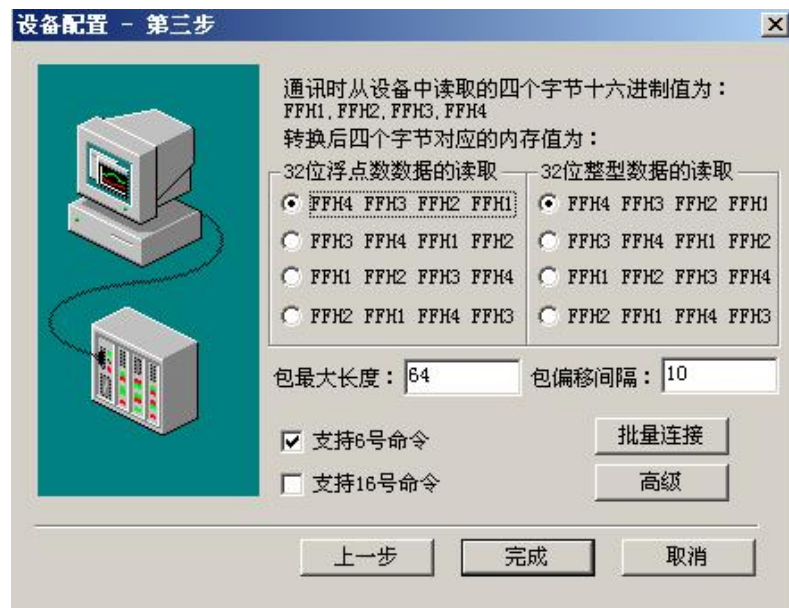 设备配置 - 第三步
通讯时从设备中读取的四个字节十六进制值为：
FFH1,FFH2,FFH3,FFH4
转换后四个字节对应的内存值为：
32位浮点数数据的读取 32位整型数据的读取
FFH4 FFH3 FFH2 FFH1 FFH4 FFH3 FFH2 FFH1
FFH3 FFH4 FFH1 FFH2 FFH3 FFH4 FFH1 FFH2
FFH1 FFH2 FFH3 FFH4 FFH1 FFH2 FFH3 FFH4
FFH2 FFH1 FFH4 FFH3 FFH2 FFH1 FFH4 FFH3
包最大长度：64 包偏移间隔：10
支持6号命令 批量连接
支持16号命令 高级
上一步 完成 取消